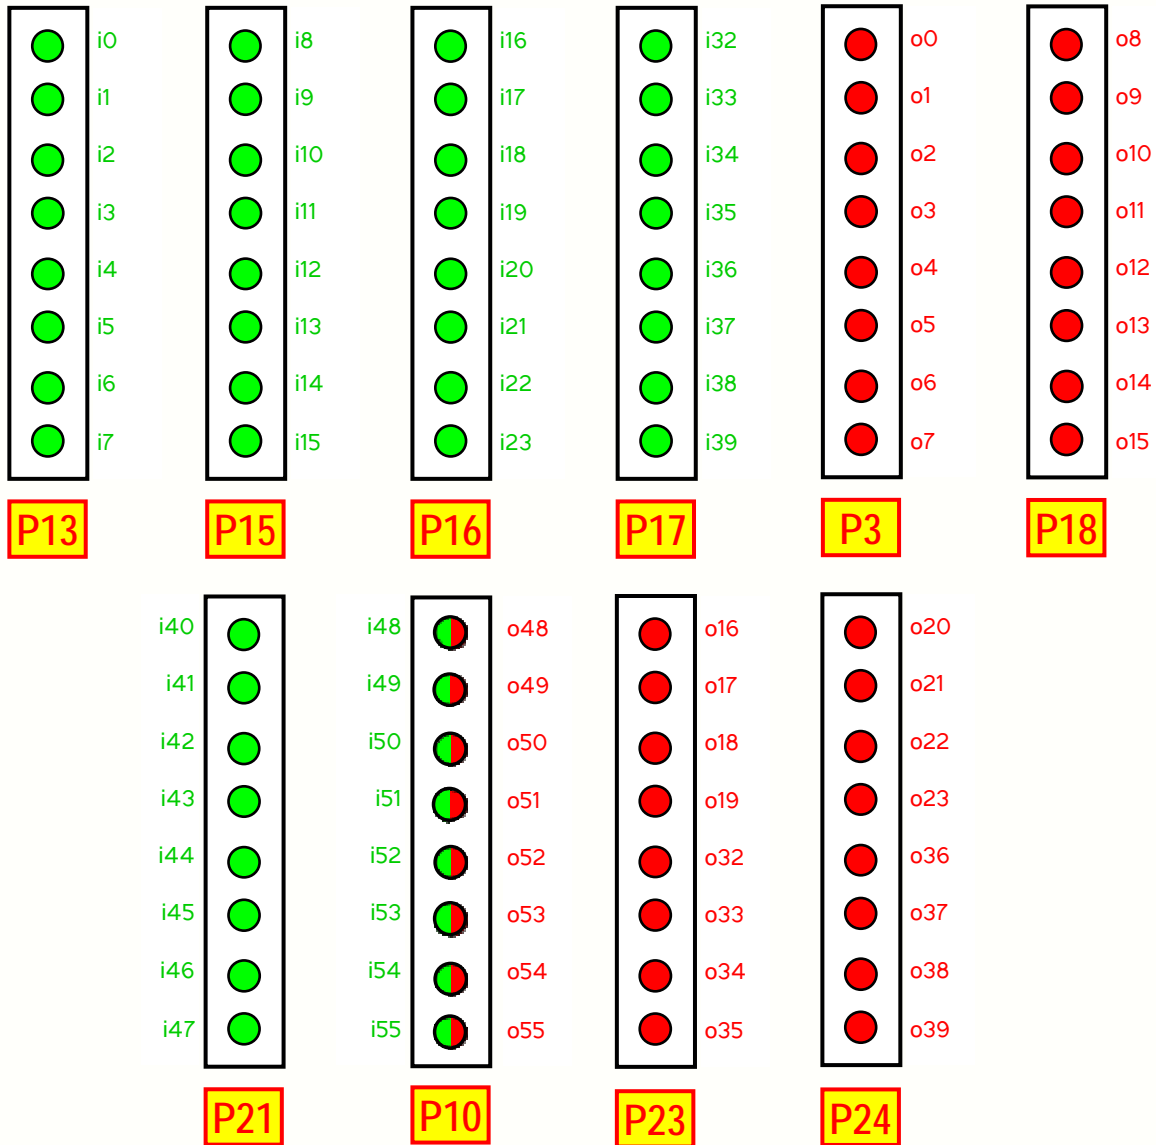 i0 i8 i16 i32 o0 o8
i1 i9 i17 i33 o1 o9
i2 i10 i18 i34 o2 o10
i3 i11 i19 i35 o3 o11
i4 i12 i20 i36 o4 o12
i5 i13 i21 i37 o5 o13
i6 i14 i22 i38 o6 o14
i7 i15 i23 i39 o7 o15
P13 P15 P16 P17 P3 P18
i40 i48 o48 o16 o20
i41 i49 o49 o17 o21
i42 i50 o50 o18 o22
i43 i51 o51 o19 o23
i44 i52 o52 o32 o36
i45 i53 o53 o33 o37
i46 i54 o54 o34 o38
i47 i55 o55 o35 o39
P21 P10 P23 P24